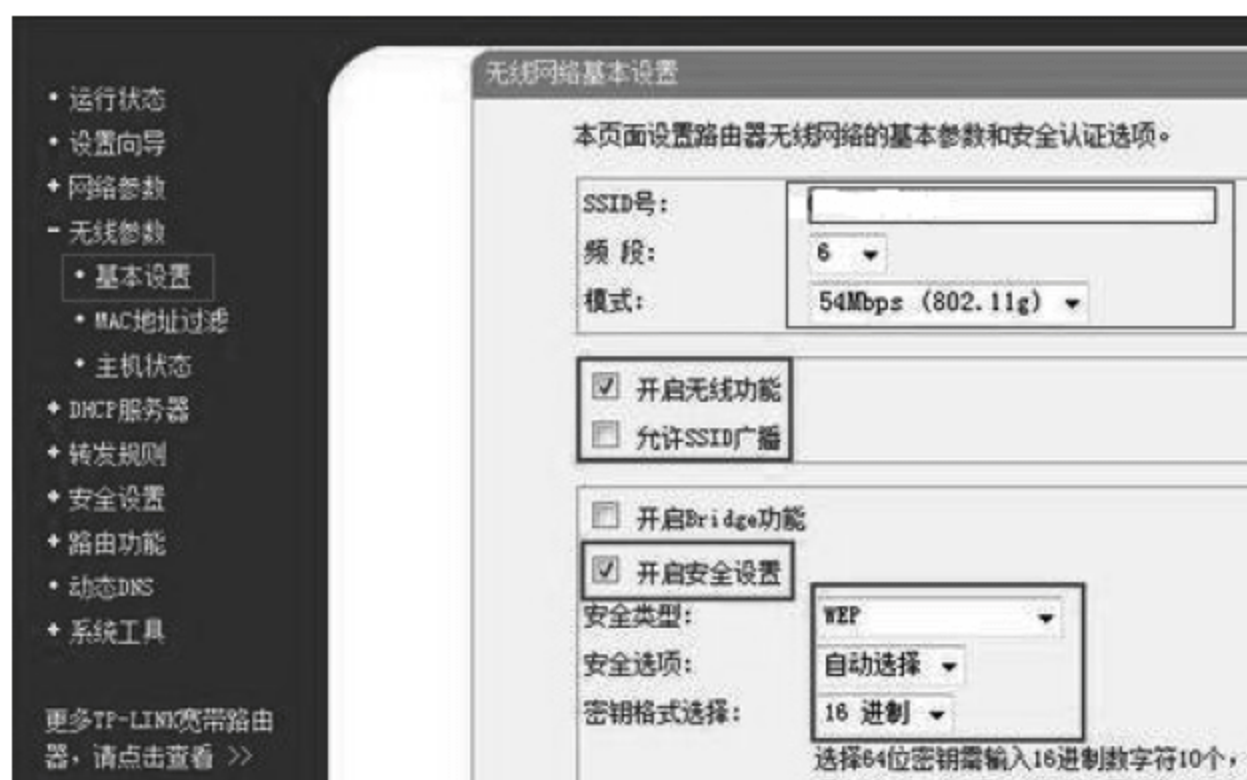 • 运行状态
• 设置向导
+ 网络参数
- 无线参数
• 基本设置
• MAC地址过滤
• 主机状态
+ DHCP服务器
+ 转发规则
+ 安全设置
+ 路由功能
• 动态DNS
+ 系统工具
更多TP-LINK宽带路由
器，请点击查看 >>
无线网络基本设置
本页面设置路由器无线网络的基本参数和安全认证选项。
SSID号：
频 段： 6
模式： 54Mbps (802.11g)
开启无线功能
允许SSID广播
开启Bridge功能
开启安全设置
安全类型： WEP
安全选项： 自动选择
密钥格式选择： 16 进制
选择64位密钥需输入16进制数字符10个，